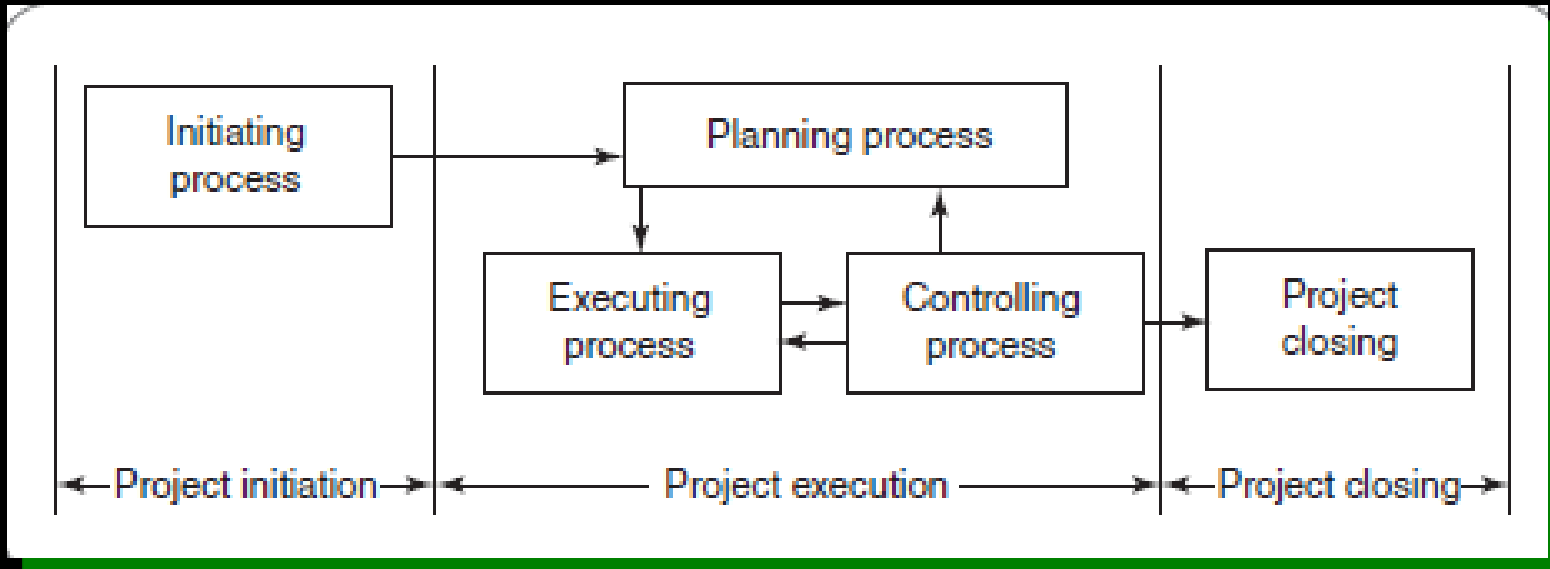 Initiating
process
Planning process
Executing
process
Controlling
process
Project
closing
Project initiation
Project execution
Project closing